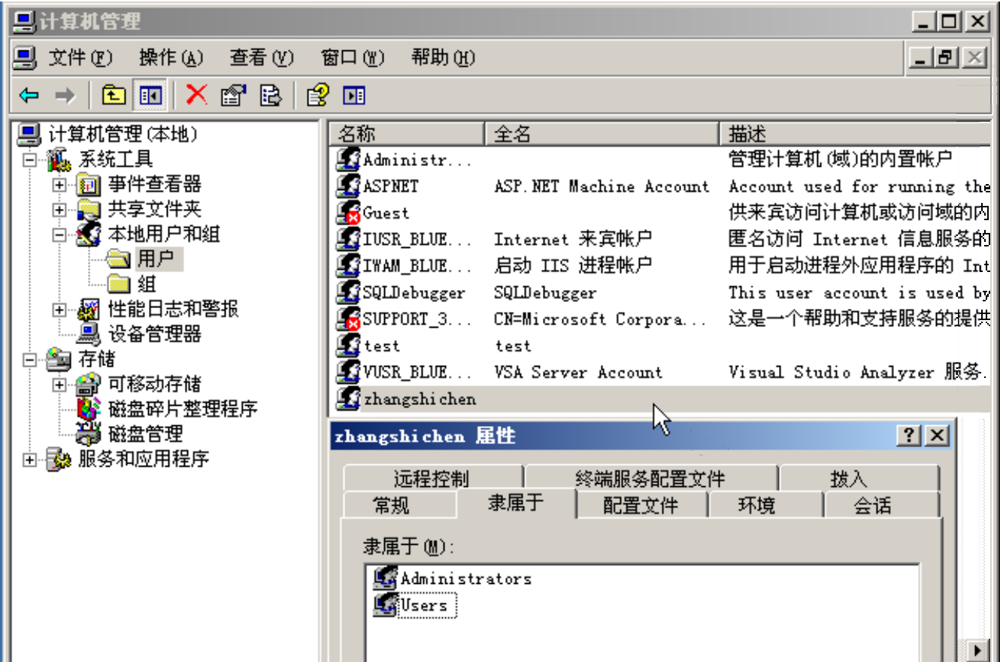 计算机管理
文件(F) 操作(A) 查看(V) 窗口(W) 帮助(H)
计算机管理(本地)
系统工具
事件查看器
共享文件夹
本地用户和组
用户
组
性能日志和警报
设备管理器
存储
可移动存储
磁盘碎片整理程序
磁盘管理
服务和应用程序
名称 全名 描述
Administr... 管理计算机(域)的内置帐户
ASPNET ASP.NET Machine Account Account used for running the
Guest 供来宾访问计算机或访问域的内
IUSR_BLUE... Internet 来宾帐户 匿名访问 Internet 信息服务的
IWAM_BLUE... 启动 IIS 进程帐户 用于启动进程外应用程序的 Int
SQLDebugger SQLDebugger This user account is used by
SUPPORT_3... CN=Microsoft Corpora... 这是一个帮助和支持服务的提供
test test
VUSR_BLUE... VSA Server Account Visual Studio Analyzer 服务.
zhangshichen
zhangshichen 属性
远程控制 终端服务配置文件 拨入
常规 隶属于 配置文件 环境 会话
隶属于(M):
Administrators
Users